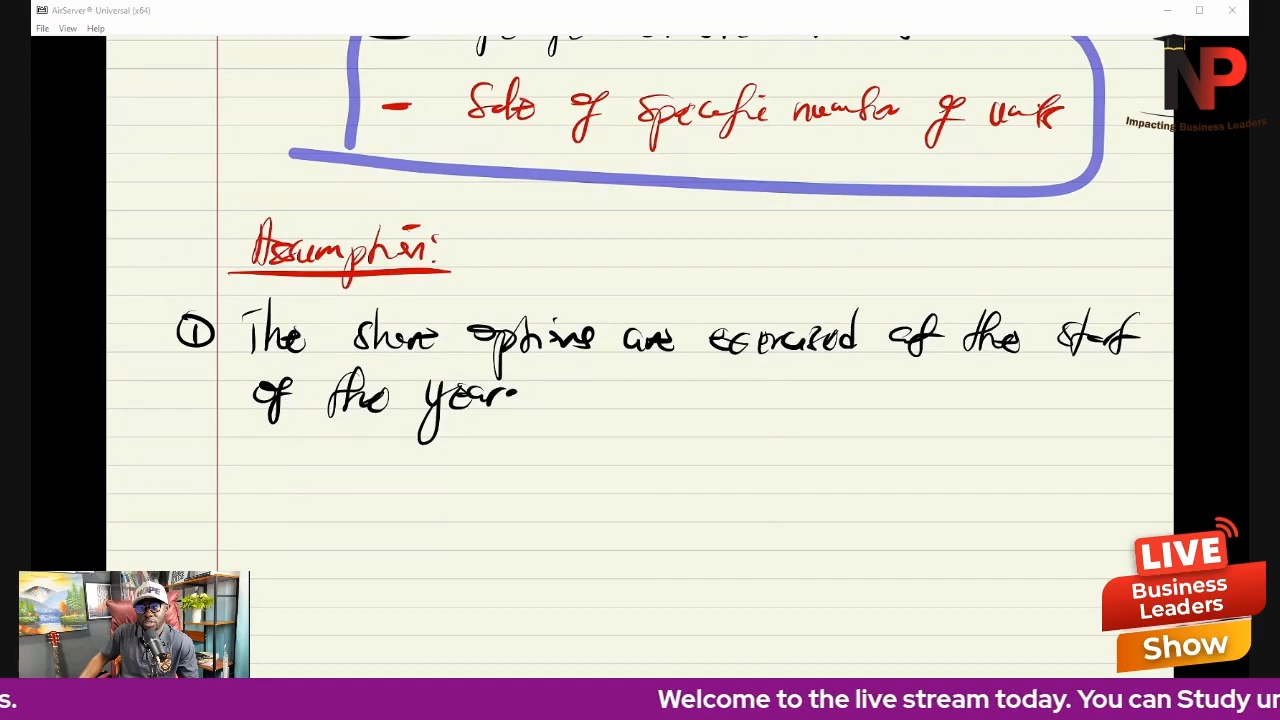 AirServer® Universal (x64)
File View Help
NP
Impacting Business Leaders
- Sale of specific number of units
Assumption:
① The share options are exercised at the start
of the year.
LIVE
Business
Leaders
Show
s. Welcome to the live stream today. You can Study un